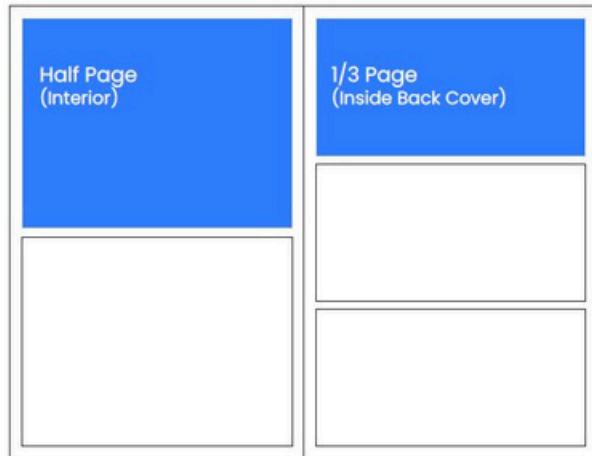 Half Page
(Interior)
1/3 Page
(Inside Back Cover)